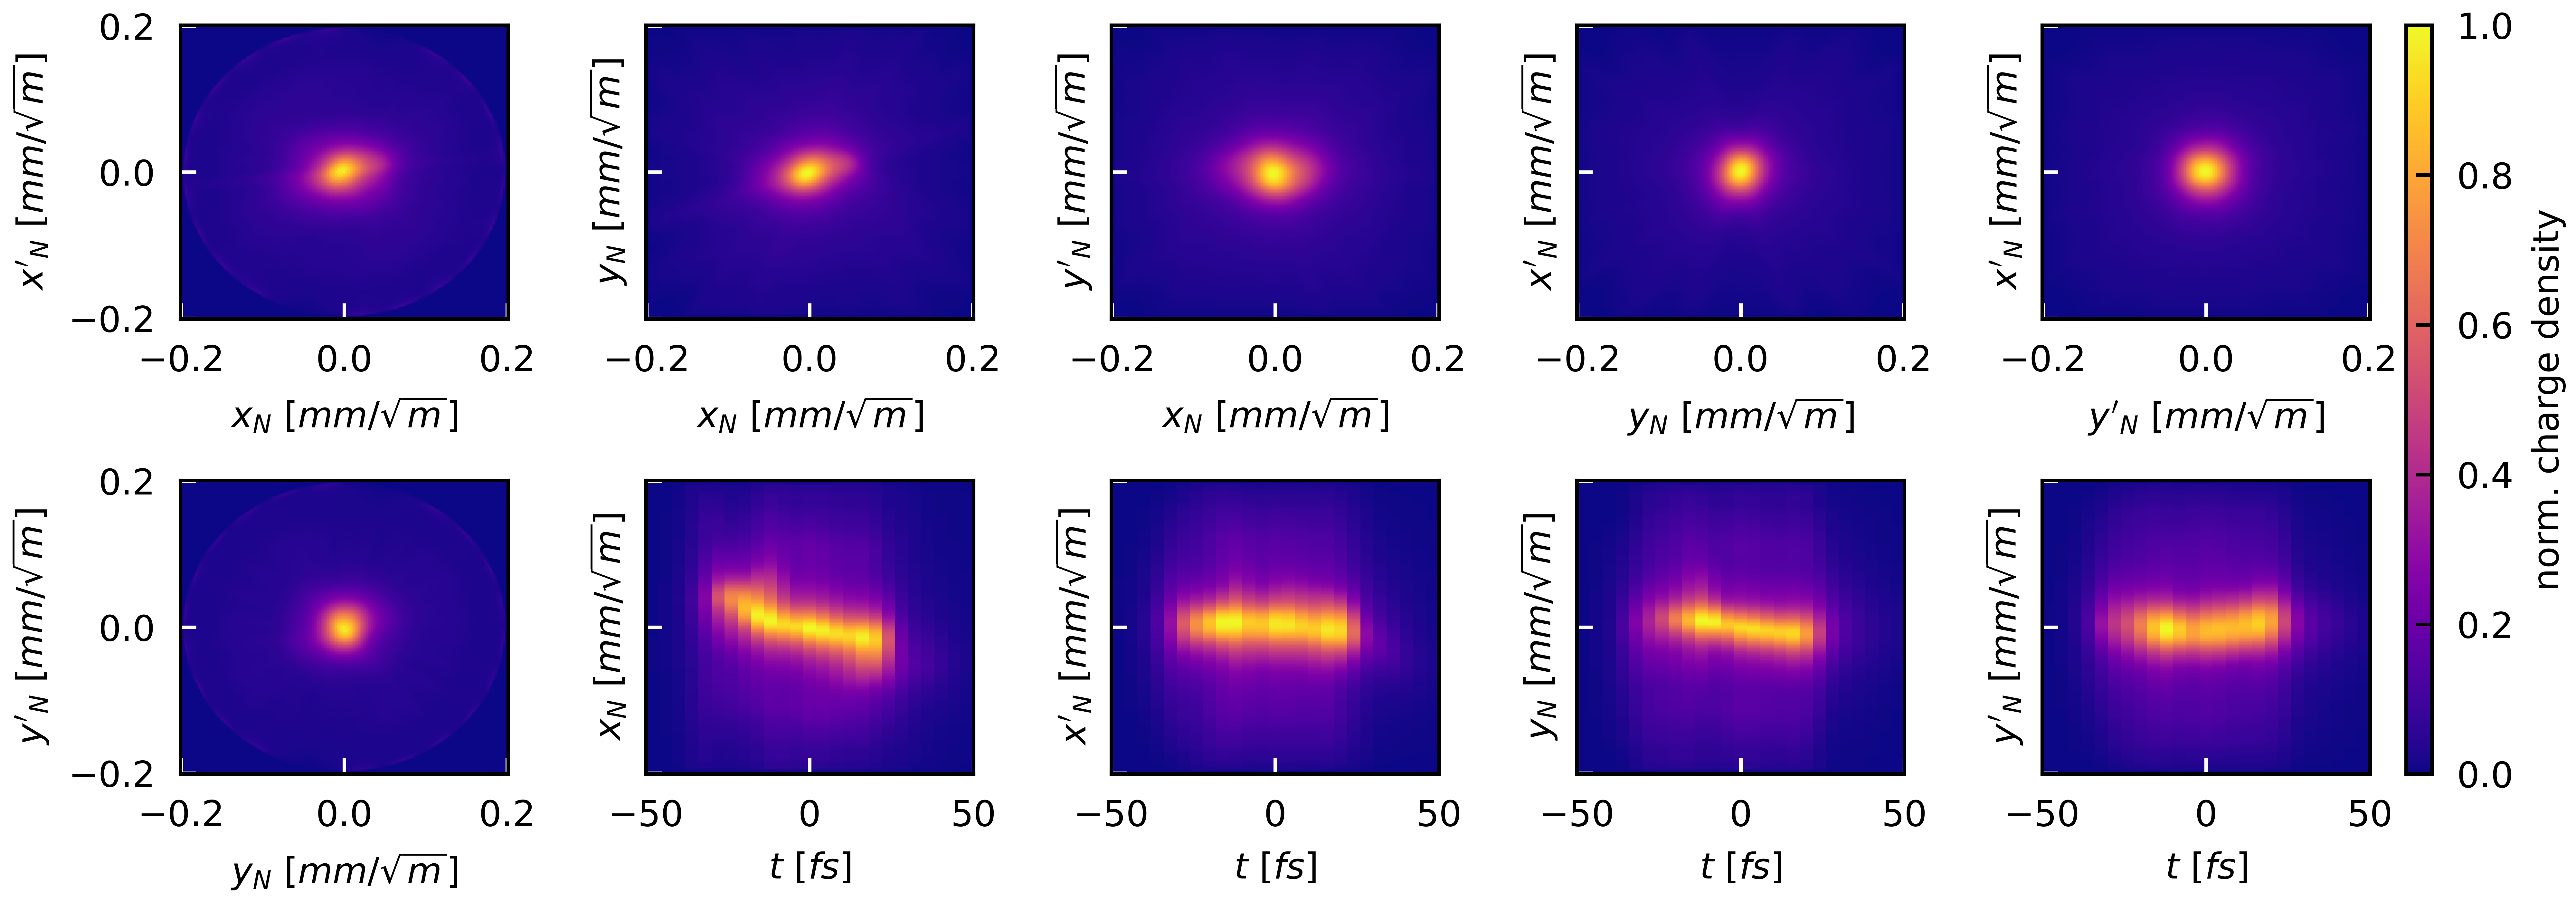 0.2
0.0
−0.2
x'_N [mm/√m]
−0.2 0.0 0.2
x_N [mm/√m]
y_N [mm/√m]
−0.2 0.0 0.2
x_N [mm/√m]
y'_N [mm/√m]
−0.2 0.0 0.2
x_N [mm/√m]
x'_N [mm/√m]
−0.2 0.0 0.2
y_N [mm/√m]
x'_N [mm/√m]
−0.2 0.0 0.2
y'_N [mm/√m]
0.2
0.0
−0.2
y'_N [mm/√m]
−0.2 0.0 0.2
y_N [mm/√m]
x_N [mm/√m]
−50 0 50
t [fs]
x'_N [mm/√m]
−50 0 50
t [fs]
y_N [mm/√m]
−50 0 50
t [fs]
y'_N [mm/√m]
−50 0 50
t [fs]
1.0
0.8
0.6
0.4
0.2
0.0
norm. charge density